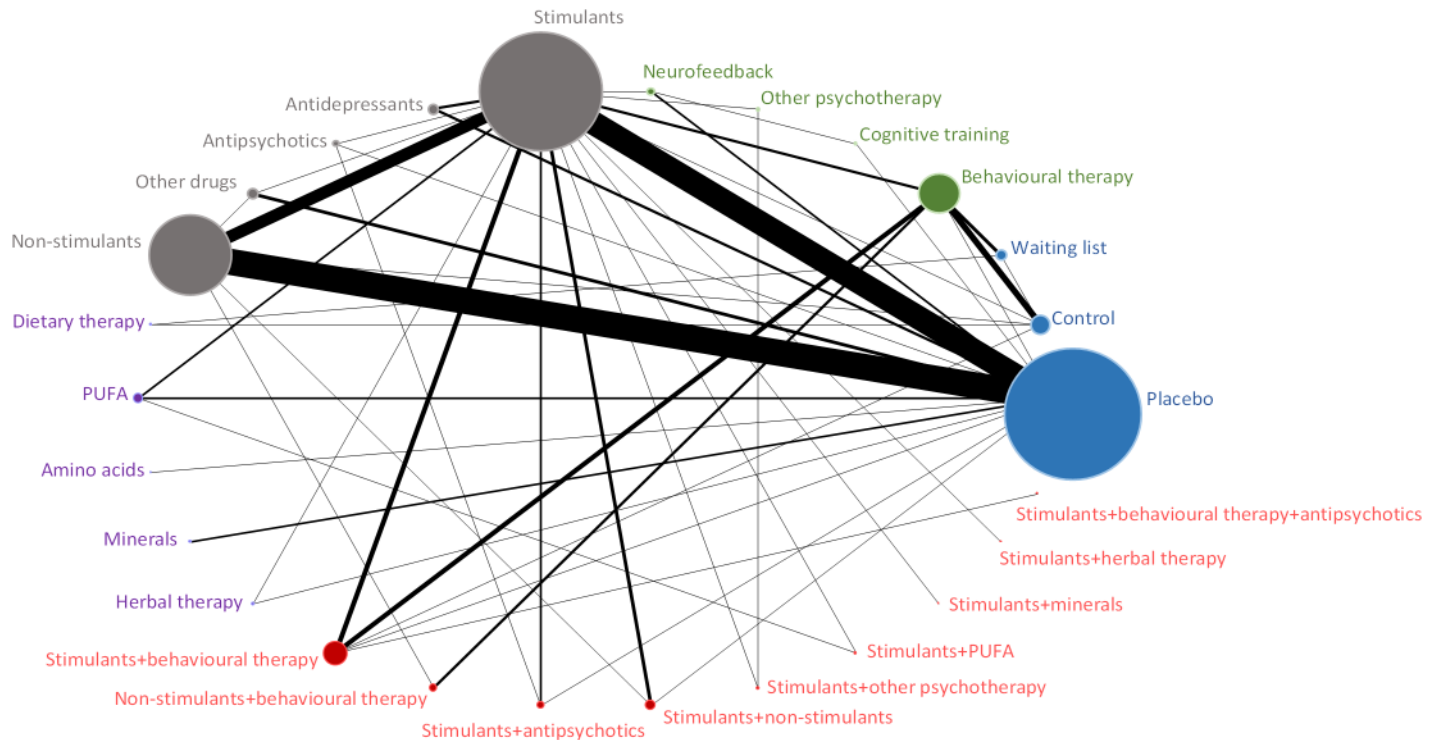 Stimulants
Neurofeedback
Antidepressants
Other psychotherapy
Antipsychotics
Cognitive training
Other drugs
Behavioural therapy
Non-stimulants
Waiting list
Dietary therapy
Control
PUFA
Placebo
Amino acids
Stimulants+behavioural therapy+antipsychotics
Minerals
Stimulants+herbal therapy
Herbal therapy
Stimulants+minerals
Stimulants+behavioural therapy
Stimulants+PUFA
Non-stimulants+behavioural therapy
Stimulants+other psychotherapy
Stimulants+antipsychotics
Stimulants+non-stimulants